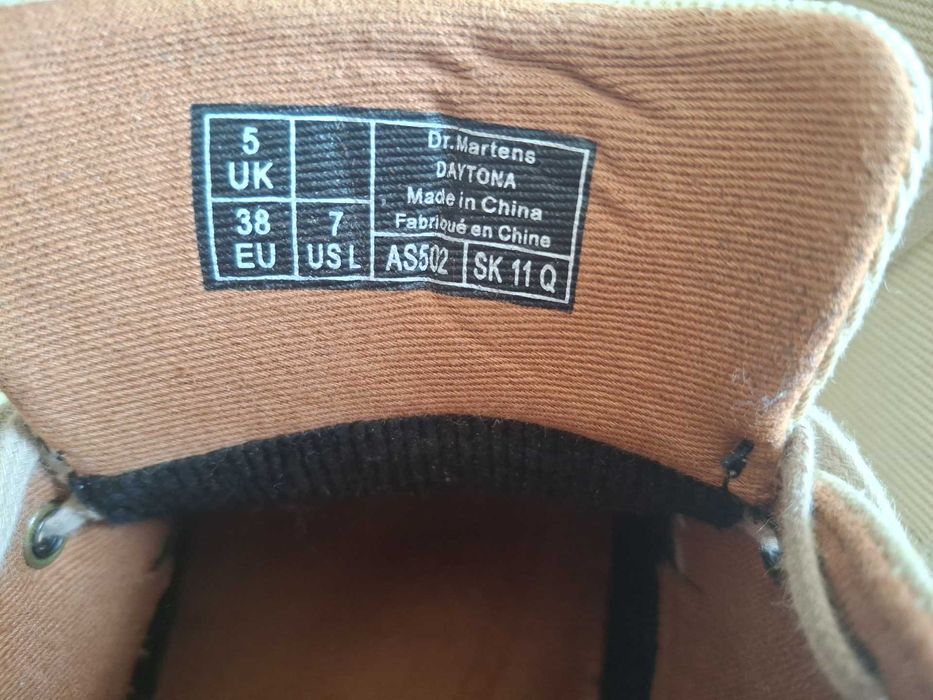 5
UK
38
EU
7
US L
Dr.Martens
DAYTONA
Made in China
Fabriqué en Chine
AS502
SK 11 Q